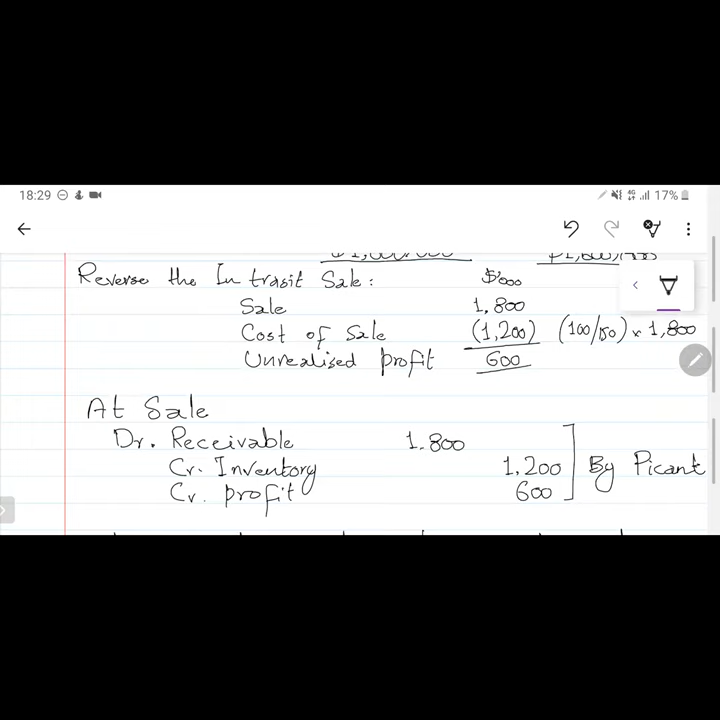 18:29 17%
Reverse the In trasit Sale: $'000
Sale 1,800
Cost of Sale (1,200) (100/150) x 1,800
Unrealised profit 600
At Sale
Dr. Receivable 1.800
Cr. Inventory 1,200 By Picant
Cr. profit 600